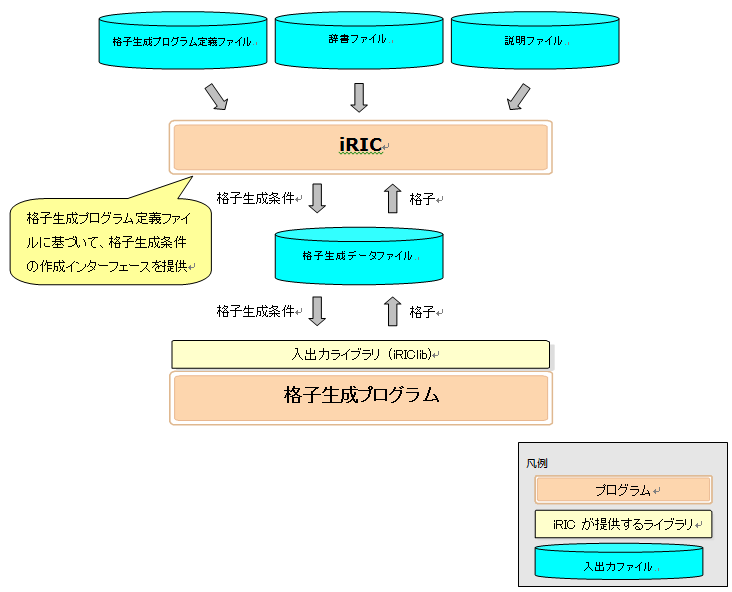 格子生成プログラム定義ファイル
辞書ファイル
説明ファイル
iRIC
格子生成条件
格子
格子生成プログラム定義ファイ
ルに基づいて、格子生成条件
の作成インターフェースを提供
格子生成データファイル
格子生成条件
格子
入出力ライブラリ（iRIClib)
格子生成プログラム
凡例
プログラム
iRIC が提供するライブラリ
入出力ファイル